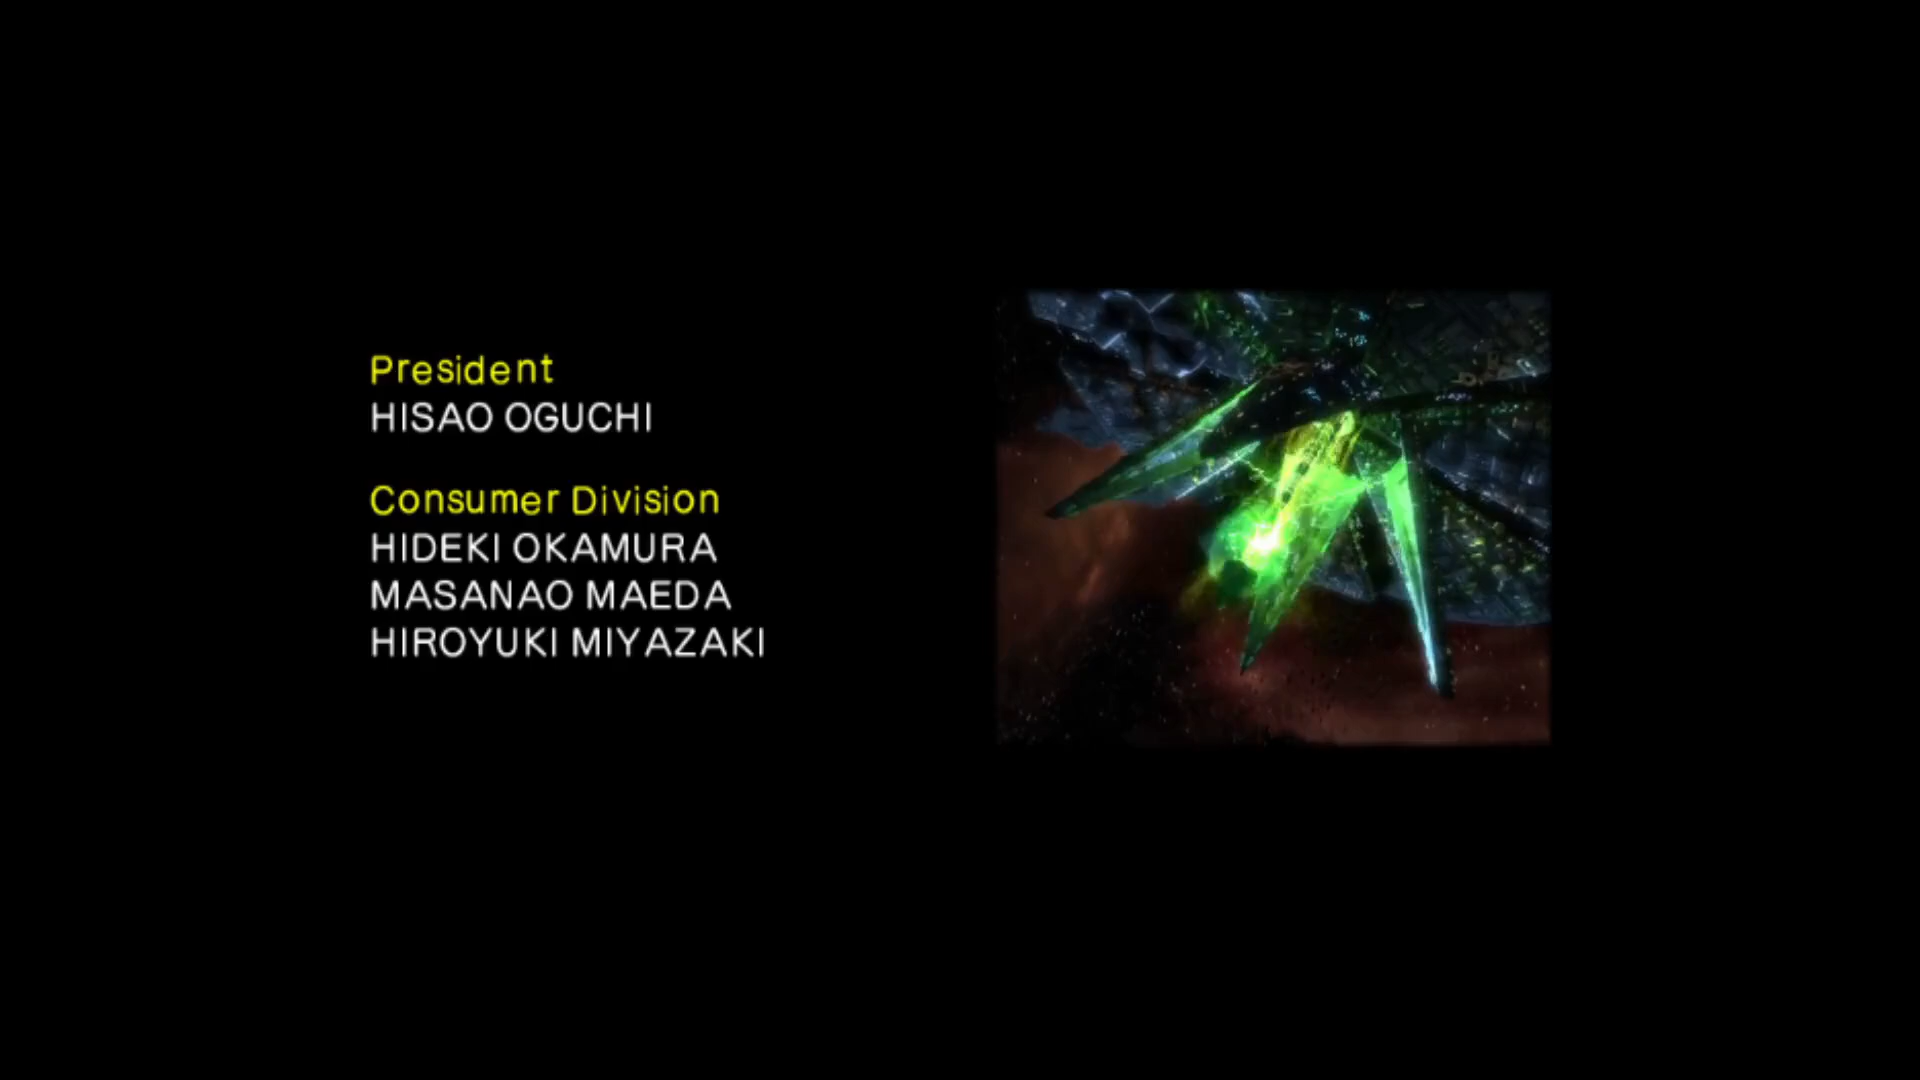 President
HISAO OGUCHI
Consumer Division
HIDEKI OKAMURA
MASANAO MAEDA
HIROYUKI MIYAZAKI